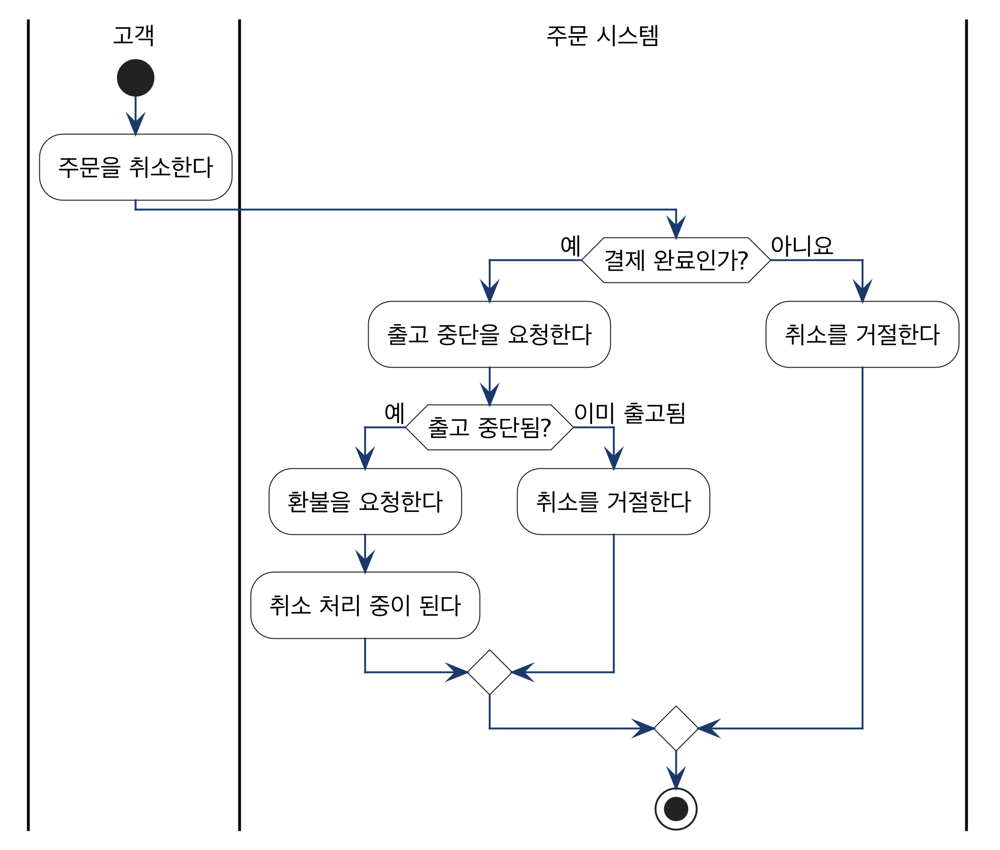 고객
주문 시스템
주문을 취소한다
예
결제 완료인가?
아니오
출고 중단을 요청한다
취소를 거절한다
예
출고 중단됨?
이미 출고됨
환불을 요청한다
취소를 거절한다
취소 처리 중이 된다